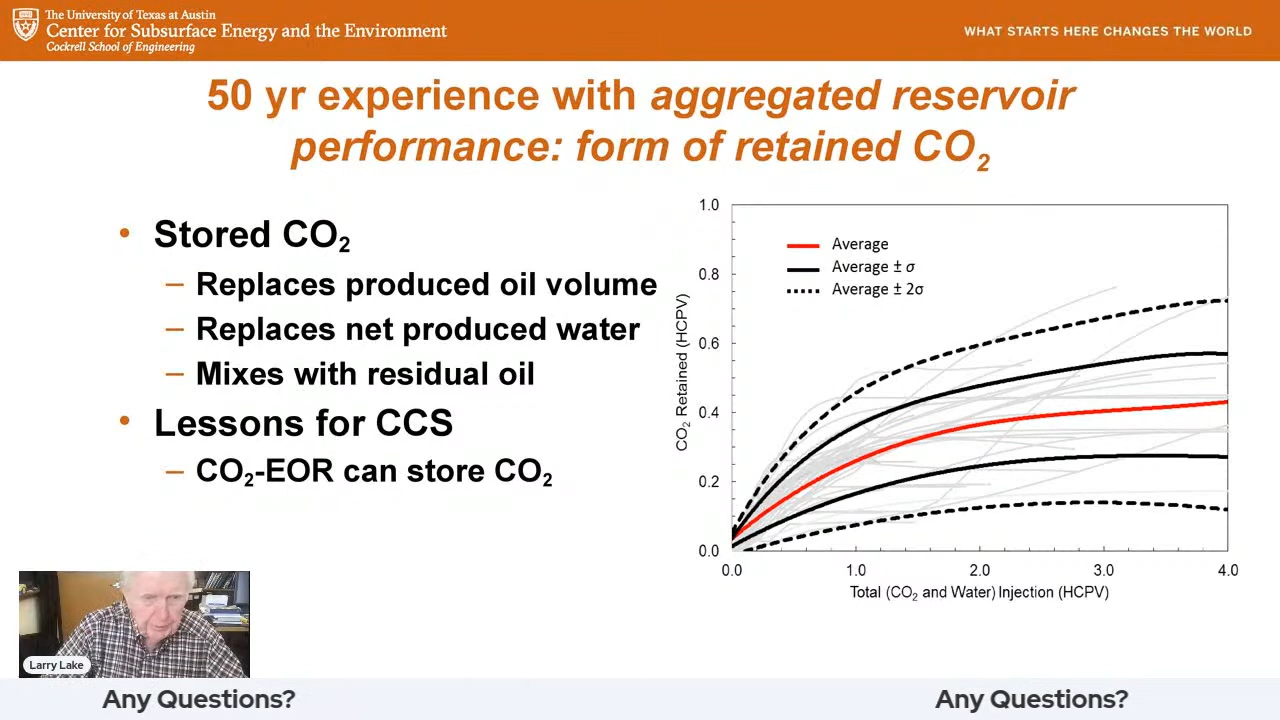 The University of Texas at Austin
Center for Subsurface Energy and the Environment
Cockrell School of Engineering
WHAT STARTS HERE CHANGES THE WORLD
50 yr experience with aggregated reservoir
performance: form of retained CO₂
• Stored CO₂
– Replaces produced oil volume
– Replaces net produced water
– Mixes with residual oil
• Lessons for CCS
– CO₂-EOR can store CO₂
1.0
0.8
0.6
0.4
0.2
0.0
CO₂ Retained (HCPV)
Average
Average ± σ
Average ± 2σ
0.0 1.0 2.0 3.0 4.0
Total (CO₂ and Water) Injection (HCPV)
Larry Lake
Any Questions?
Any Questions?